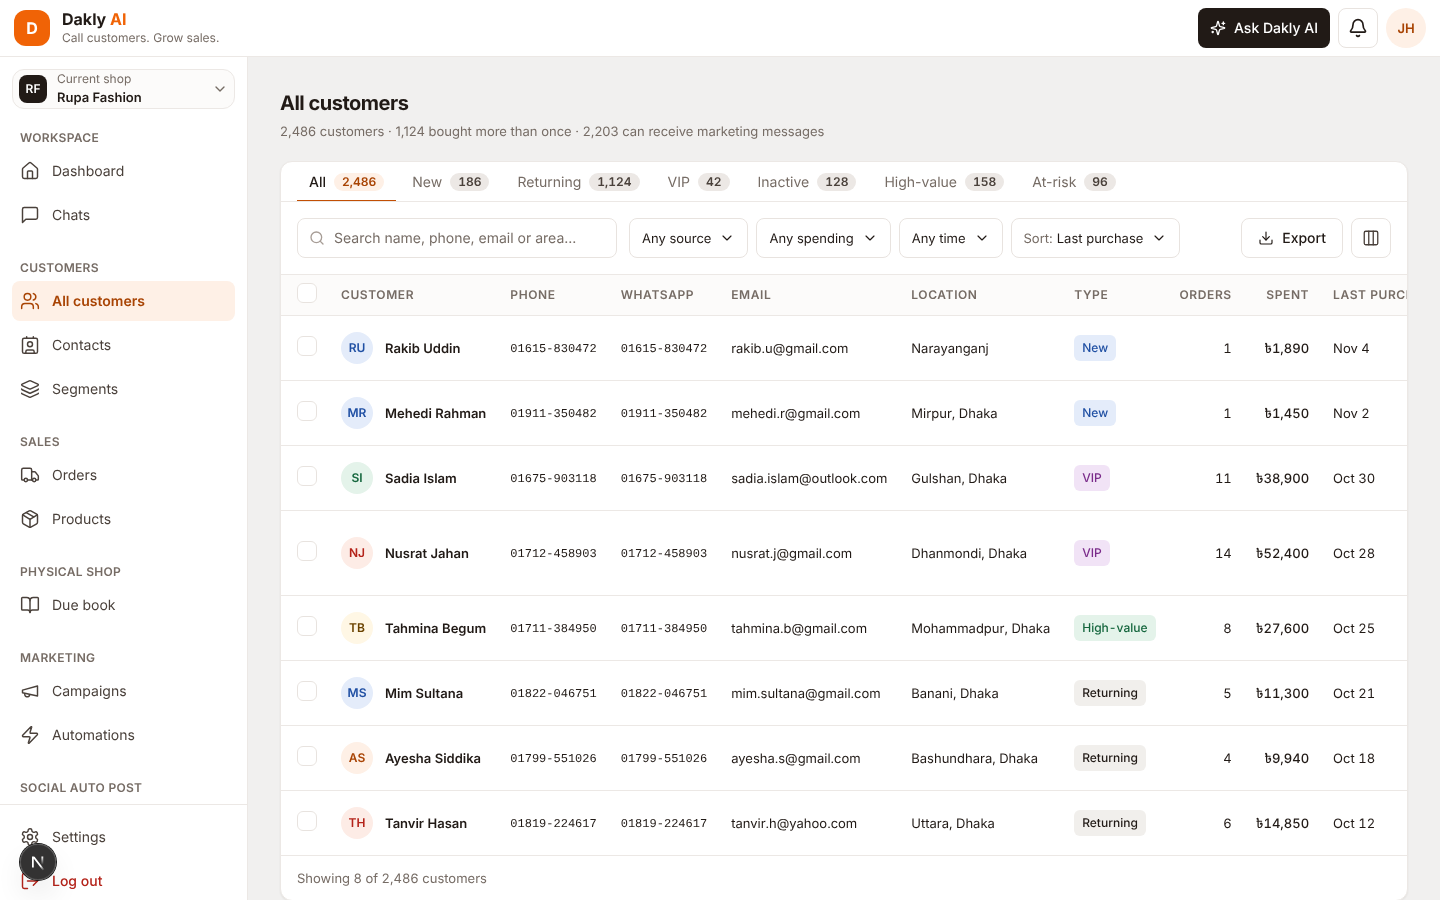 D
Dakly AI
Call customers. Grow sales.
Ask Dakly AI
JH
RF
Current shop
Rupa Fashion
WORKSPACE
Dashboard
Chats
CUSTOMERS
All customers
Contacts
Segments
SALES
Orders
Products
PHYSICAL SHOP
Due book
MARKETING
Campaigns
Automations
SOCIAL AUTO POST
Settings
N
Log out
All customers
2,486 customers · 1,124 bought more than once · 2,203 can receive marketing messages
All 2,486 New 186 Returning 1,124 VIP 42 Inactive 128 High-value 158 At-risk 96
Search name, phone, email or area... Any source Any spending Any time Sort: Last purchase Export
CUSTOMER PHONE WHATSAPP EMAIL LOCATION TYPE ORDERS SPENT LAST PURC
RU Rakib Uddin 01615-830472 01615-830472 rakib.u@gmail.com Narayanganj New 1 ৳1,890 Nov 4
MR Mehedi Rahman 01911-350482 01911-350482 mehedi.r@gmail.com Mirpur, Dhaka New 1 ৳1,450 Nov 2
SI Sadia Islam 01675-903118 01675-903118 sadia.islam@outlook.com Gulshan, Dhaka VIP 11 ৳38,900 Oct 30
NJ Nusrat Jahan 01712-458903 01712-458903 nusrat.j@gmail.com Dhanmondi, Dhaka VIP 14 ৳52,400 Oct 28
TB Tahmina Begum 01711-384950 01711-384950 tahmina.b@gmail.com Mohammadpur, Dhaka High-value 8 ৳27,600 Oct 25
MS Mim Sultana 01822-046751 01822-046751 mim.sultana@gmail.com Banani, Dhaka Returning 5 ৳11,300 Oct 21
AS Ayesha Siddika 01799-551026 01799-551026 ayesha.s@gmail.com Bashundhara, Dhaka Returning 4 ৳9,940 Oct 18
TH Tanvir Hasan 01819-224617 01819-224617 tanvir.h@yahoo.com Uttara, Dhaka Returning 6 ৳14,850 Oct 12
Showing 8 of 2,486 customers